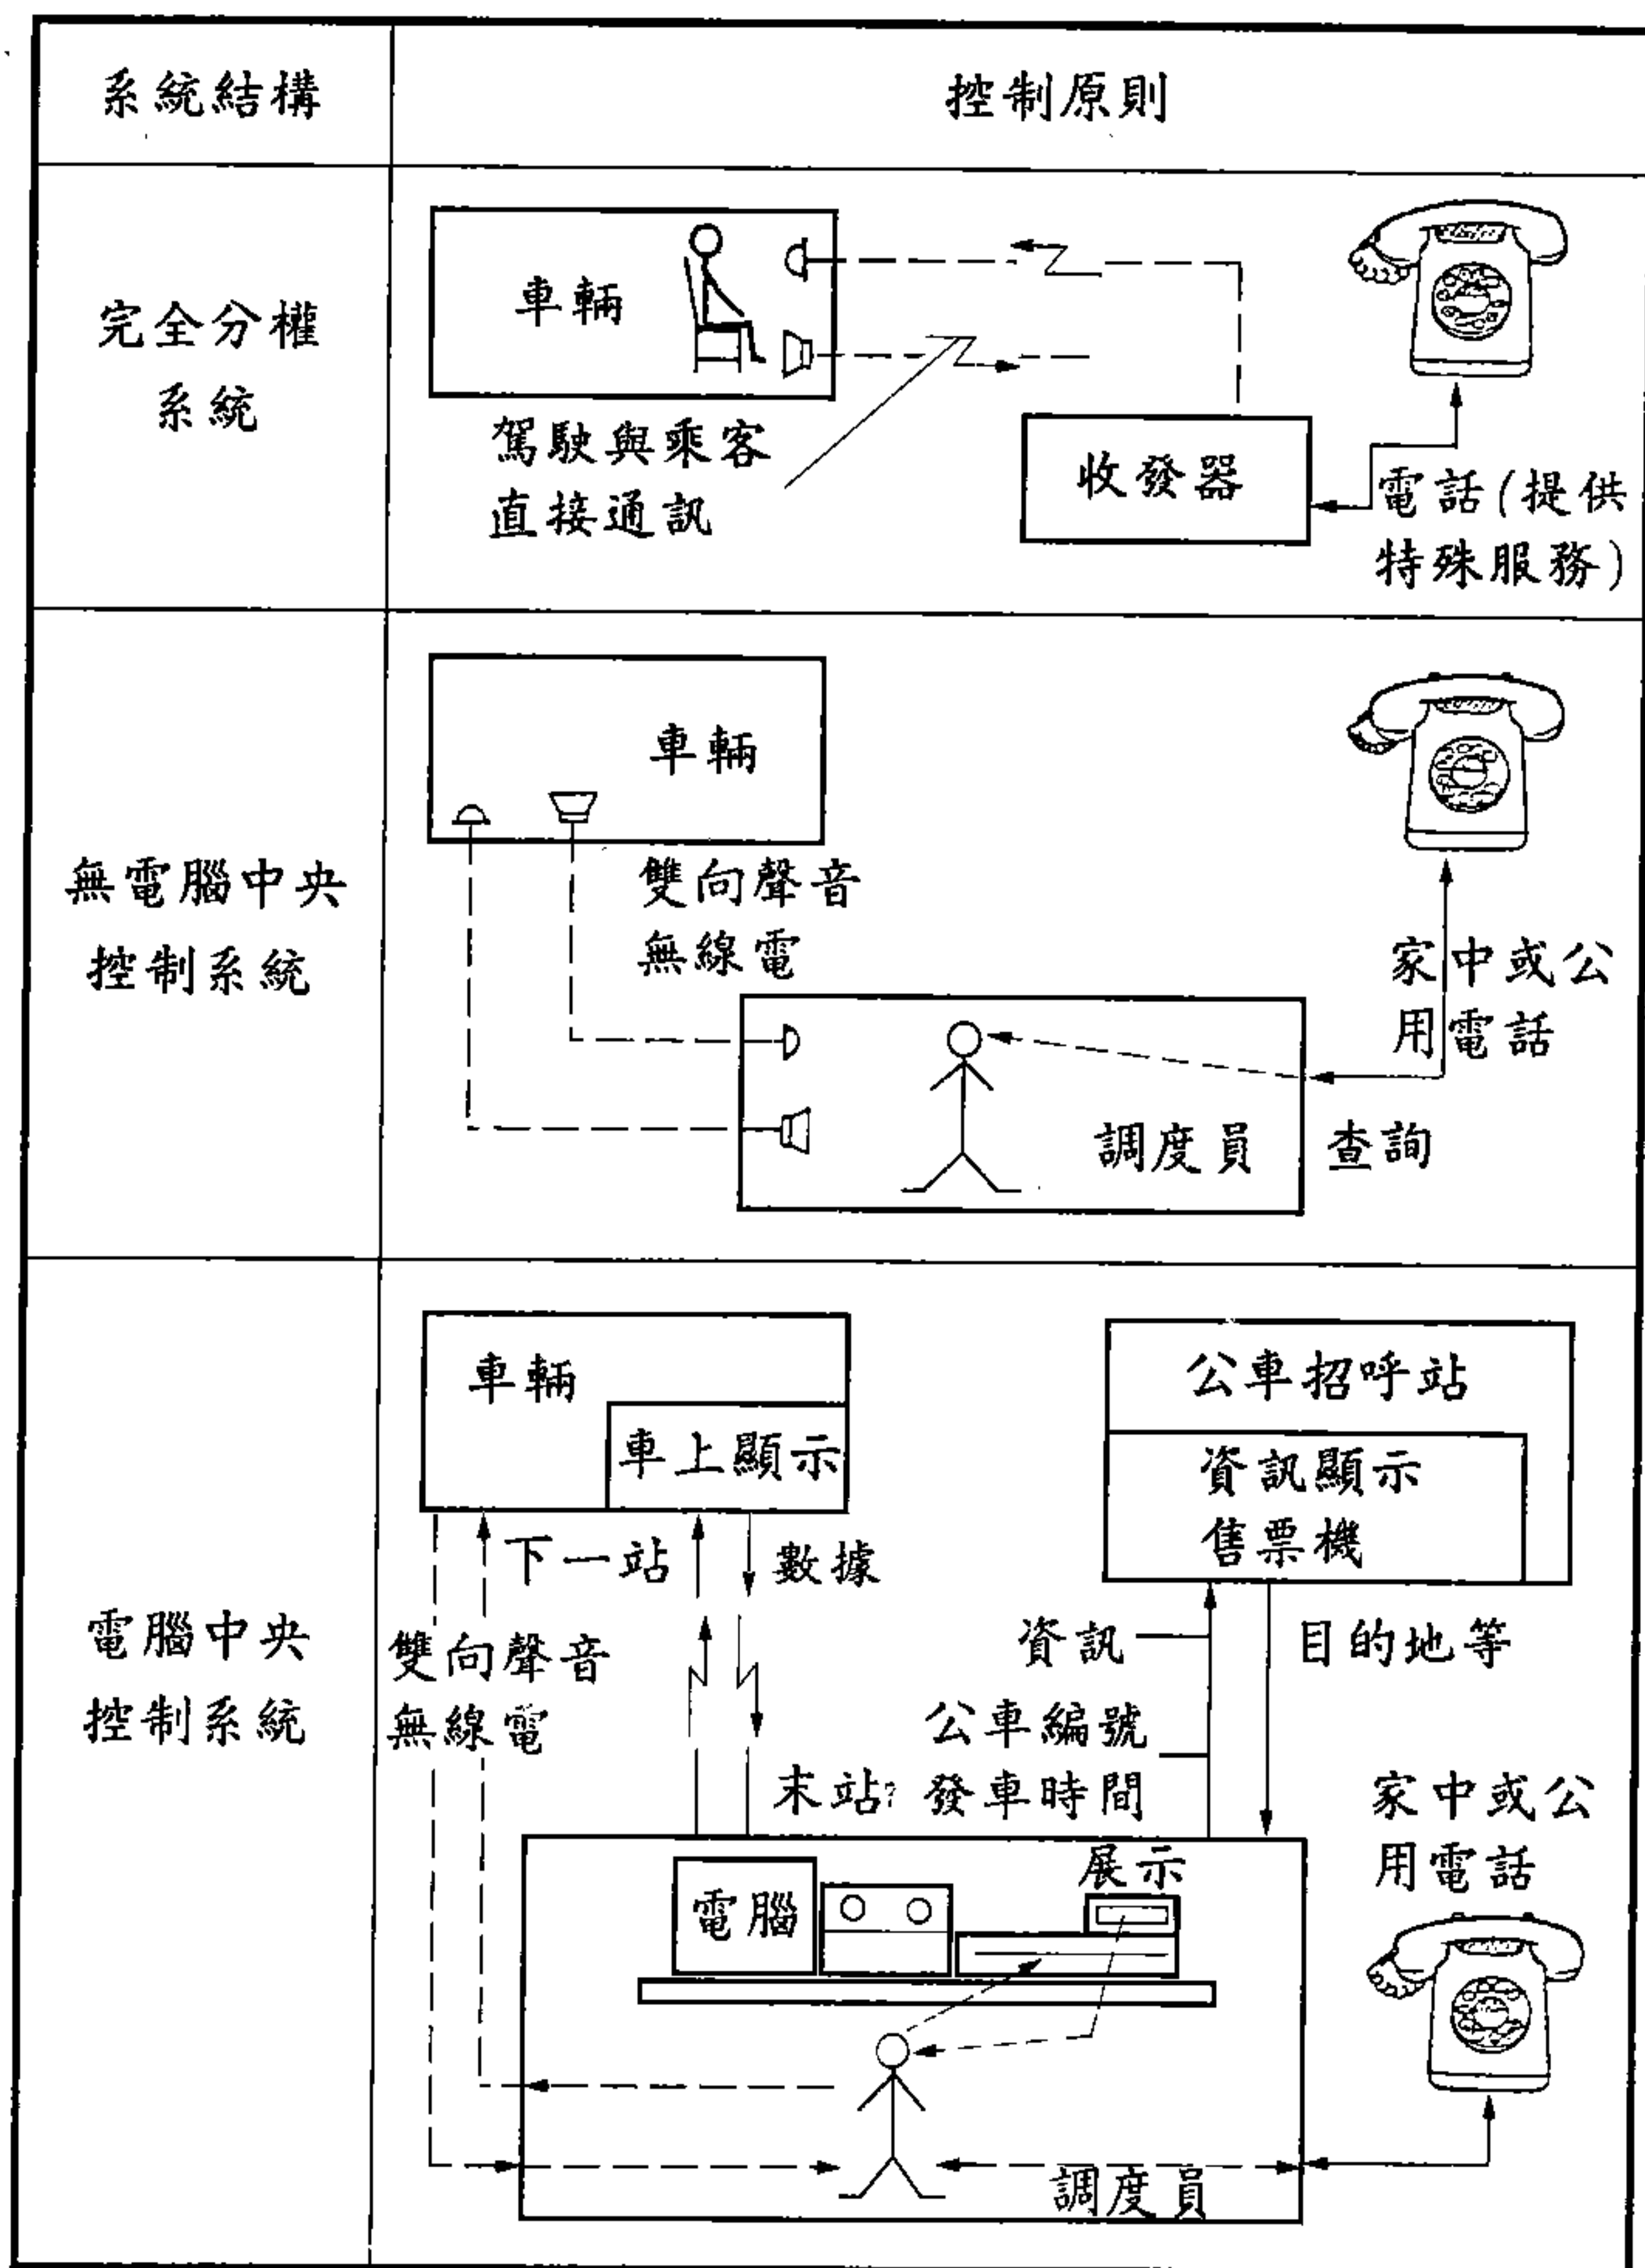 系統結構
控制原則
完全分權
系統
車輛
駕駛與乘客
直接通訊
收發器
電話(提供
特殊服務)
無電腦中央
控制系統
車輛
雙向聲音
無線電
家中或公
用電話
調度員
查詢
電腦中央
控制系統
車輛
車上顯示
公車招呼站
資訊顯示
售票機
下一站
數據
雙向聲音
無線電
資訊
目的地等
公車編號
末站? 發車時間
家中或公
用電話
電腦
展示
調度員